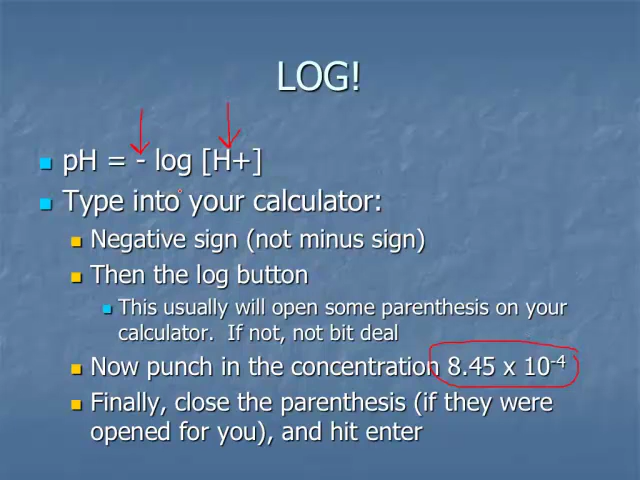 LOG!
pH = - log [H+]
Type into your calculator:
Negative sign (not minus sign)
Then the log button
This usually will open some parenthesis on your
calculator.  If not, not bit deal
Now punch in the concentration 8.45 x 10⁻⁴
Finally, close the parenthesis (if they were
opened for you), and hit enter